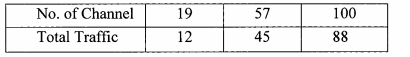 No. of Channel 19 57 100
Total Traffic 12 45 88